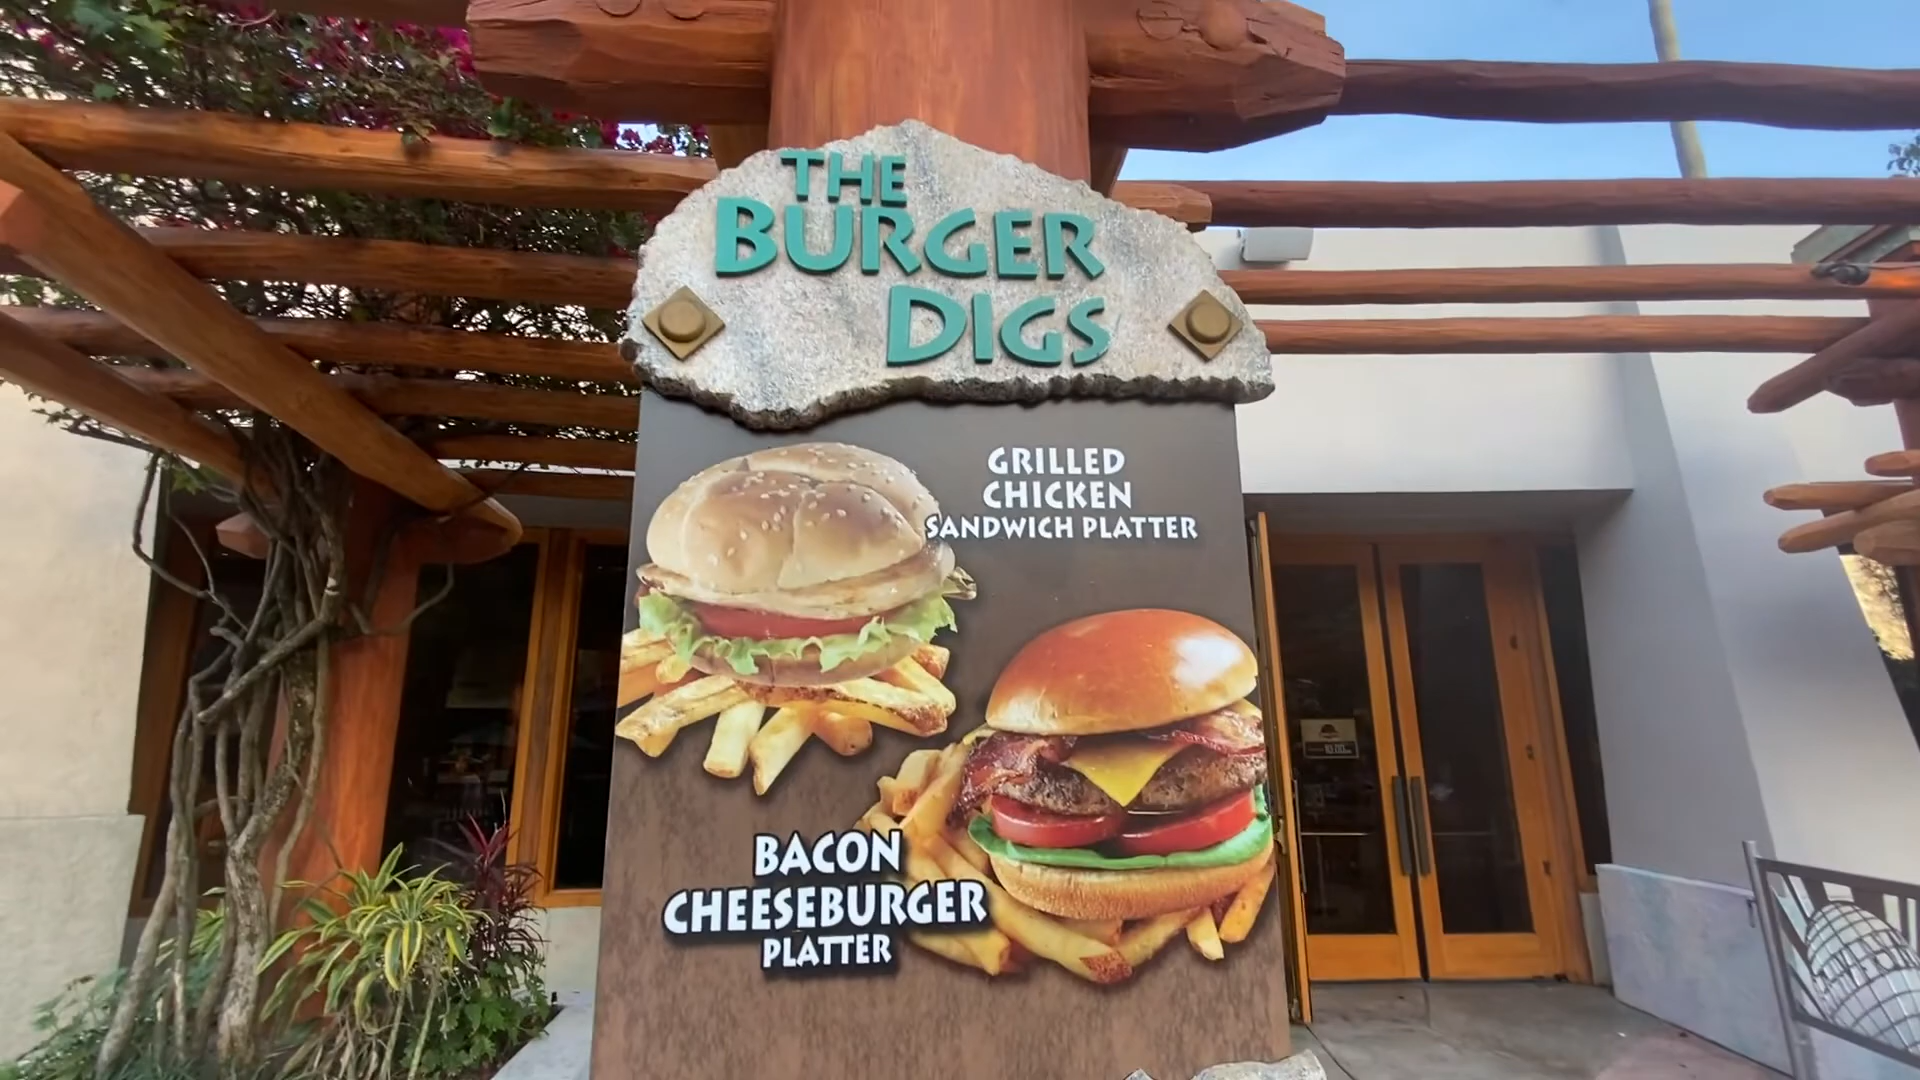 THE
BURGER
DIGS
GRILLED
CHICKEN
SANDWICH PLATTER
BACON
CHEESEBURGER
PLATTER